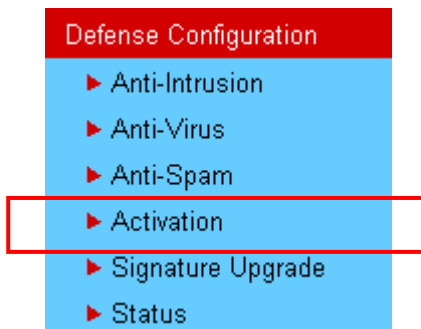 Defense Configuration
Anti-Intrusion
Anti-Virus
Anti-Spam
Activation
Signature Upgrade
Status